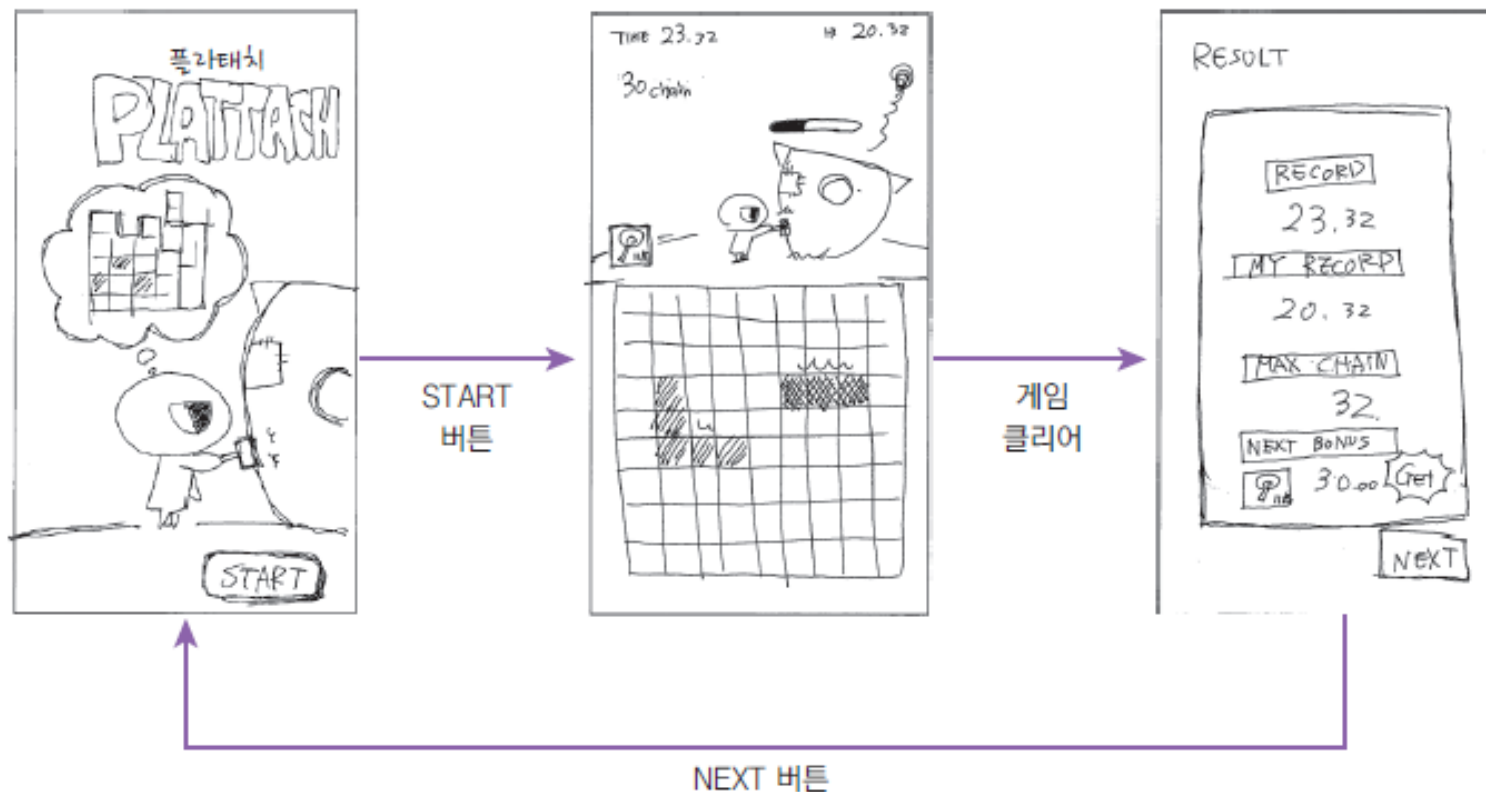 플라태치
PLATTACH
START
START
버튼
TIME 23.32
20.32
30 chain
게임
클리어
RESULT
RECORD
23.32
MY RECORD
20.32
MAX CHAIN
32.
NEXT BONUS
30.00
Get
NEXT
NEXT 버튼